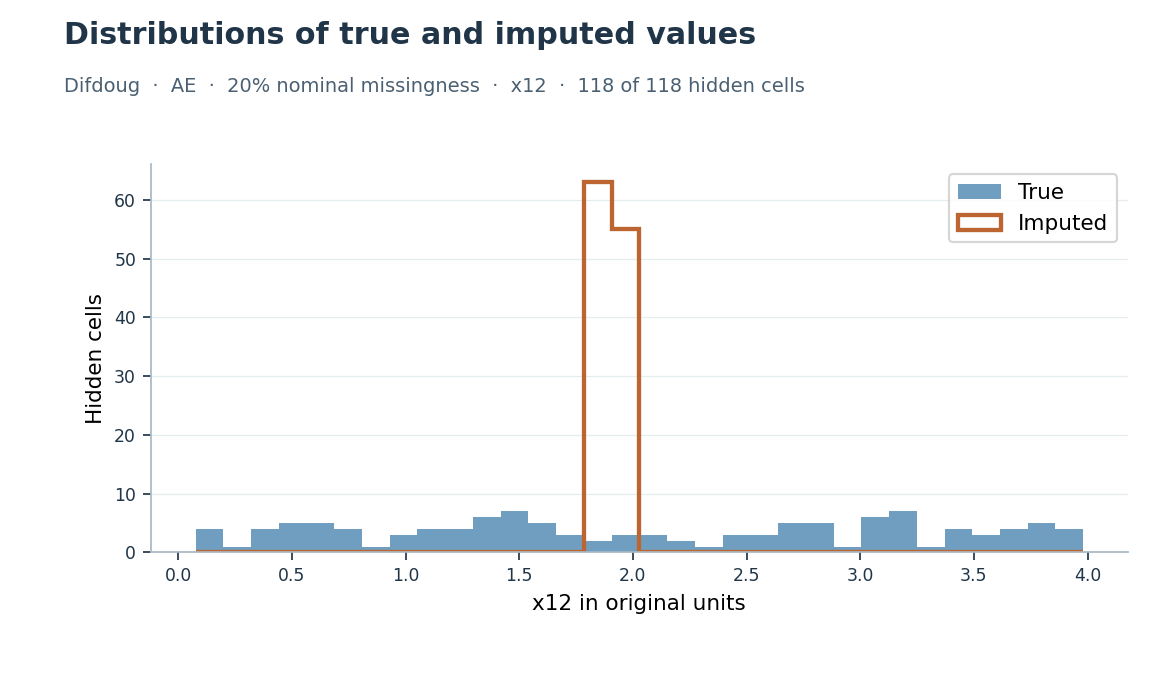 Distributions of true and imputed values
Difdoug · AE · 20% nominal missingness · x12 · 118 of 118 hidden cells
True
Imputed
Hidden cells
60
50
40
30
20
10
0
0.0 0.5 1.0 1.5 2.0 2.5 3.0 3.5 4.0
x12 in original units